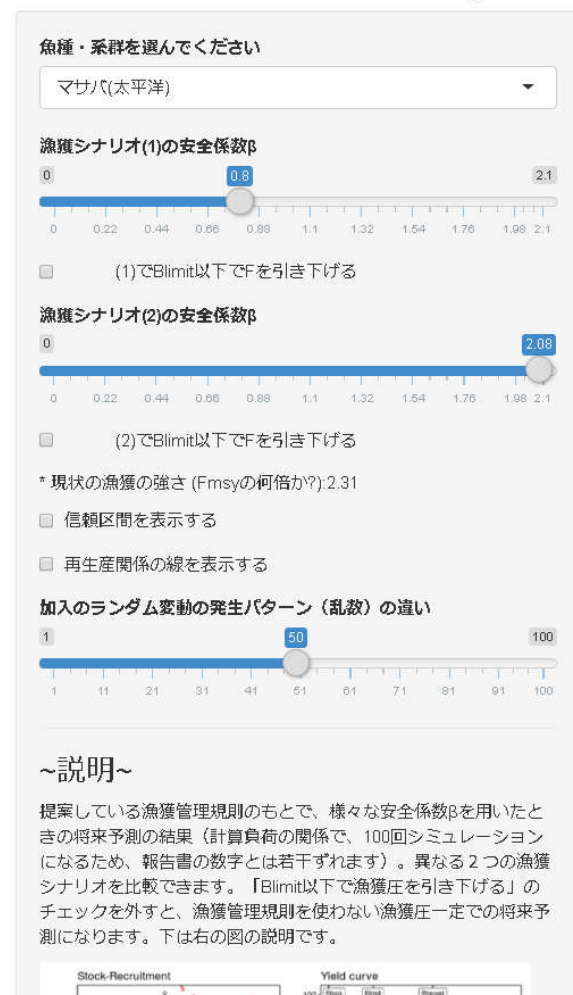 魚種・系群を選んでください
マサバ(太平洋)
漁獲シナリオ(1)の安全係数β
0 0.8 2.1
0 0.22 0.44 0.66 0.88 1.1 1.32 1.54 1.76 1.98 2.1
(1)でBlimit以下でFを引き下げる
漁獲シナリオ(2)の安全係数β
0 2.08
0 0.22 0.44 0.66 0.88 1.1 1.32 1.54 1.76 1.98 2.1
(2)でBlimit以下でFを引き下げる
* 現状の漁獲の強さ (Fmsyの何倍か?):2.31
信頼区間を表示する
再生産関係の線を表示する
加入のランダム変動の発生パターン（乱数）の違い
1 50 100
1 11 21 31 41 51 61 71 81 91 100
~説明~
提案している漁獲管理規則のもとで、様々な安全係数βを用いたと
きの将来予測の結果（計算負荷の関係で、100回シミュレーション
になるため、報告書の数字とは若干ずれます）。異なる２つの漁獲
シナリオを比較できます。「Blimit以下で漁獲圧を引き下げる」の
チェックを外すと、漁獲管理規則を使わない漁獲圧一定での将来予
測になります。下は右の図の説明です。
Stock-Recruitment Yield curve
100